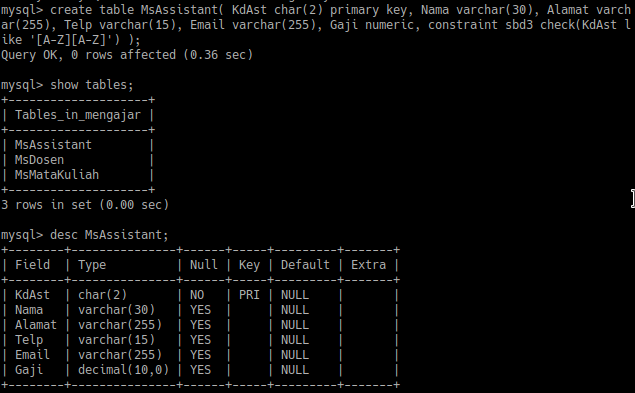 mysql> create table MsAssistant( KdAst char(2) primary key, Nama varchar(30), Alamat varch
ar(255), Telp varchar(15), Email varchar(255), Gaji numeric, constraint sbd3 check(KdAst l
ike '[A-Z][A-Z]') );
Query OK, 0 rows affected (0.36 sec)

mysql> show tables;
+--------------------+
| Tables_in_mengajar |
+--------------------+
| MsAssistant        |
| MsDosen            |
| MsMataKuliah       |
+--------------------+
3 rows in set (0.00 sec)

mysql> desc MsAssistant;
+--------+---------------+------+-----+---------+-------+
| Field  | Type          | Null | Key | Default | Extra |
+--------+---------------+------+-----+---------+-------+
| KdAst  | char(2)       | NO   | PRI | NULL    |       |
| Nama   | varchar(30)   | YES  |     | NULL    |       |
| Alamat | varchar(255)  | YES  |     | NULL    |       |
| Telp   | varchar(15)   | YES  |     | NULL    |       |
| Email  | varchar(255)  | YES  |     | NULL    |       |
| Gaji   | decimal(10,0) | YES  |     | NULL    |       |
+--------+---------------+------+-----+---------+-------+